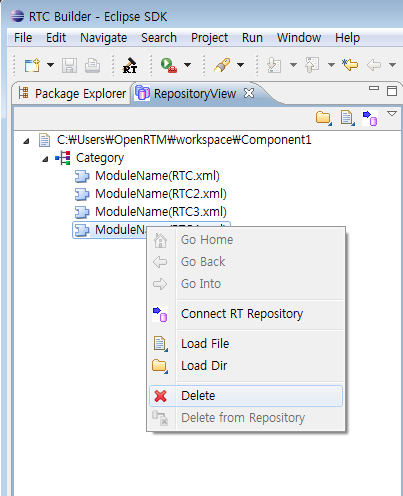 RTC Builder - Eclipse SDK
File Edit Navigate Search Project Run Window Help
RT
Package Explorer RepositoryView
C:₩Users₩OpenRTM₩workspace₩Component1
Category
ModuleName(RTC.xml)
ModuleName(RTC2.xml)
ModuleName(RTC3.xml)
Go Home
Go Back
Go Into
Connect RT Repository
Load File
Load Dir
Delete
Delete from Repository